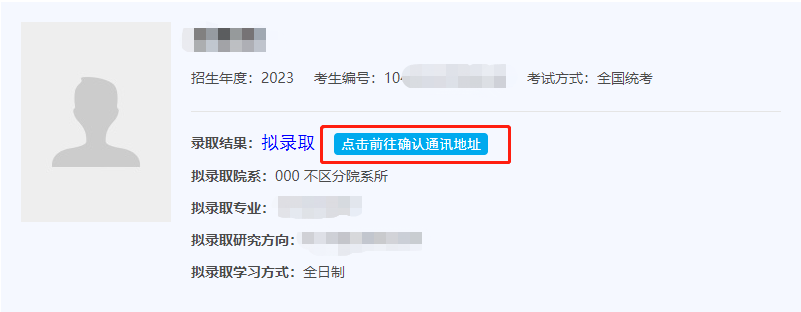 招生年度：2023 考生编号：10 考试方式：全国统考
录取结果：拟录取 点击前往确认通讯地址
拟录取院系：000 不区分院系所
拟录取专业：
拟录取研究方向：
拟录取学习方式：全日制